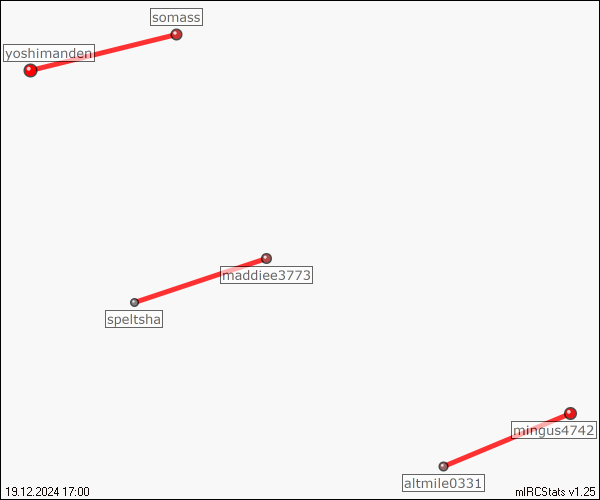 somass
yoshimanden
maddiee3773
speltsha
mingus4742
altmile0331
19.12.2024 17:00
mIRCStats v1.25